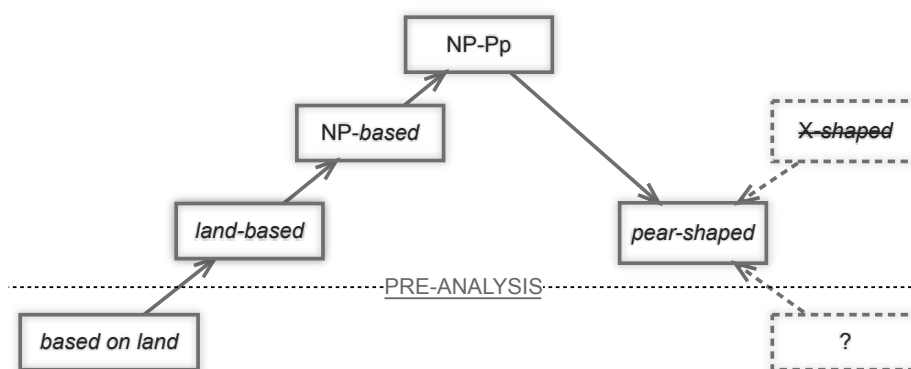 NP-Pp
NP-based
X-shaped
land-based
pear-shaped
PRE-ANALYSIS
based on land
?